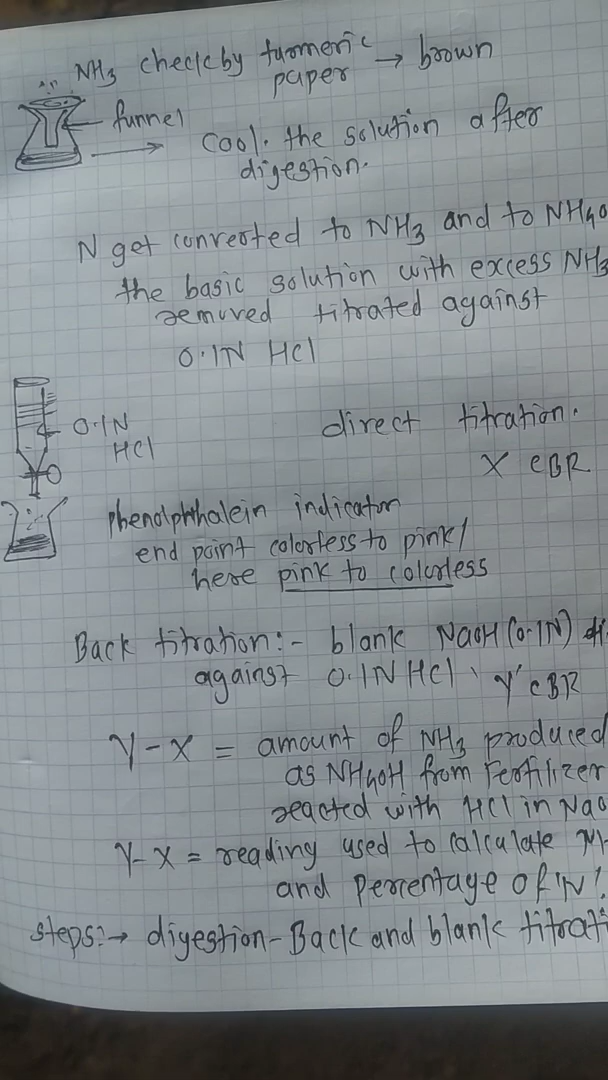 NH3 check by turmeric
paper → brown
funnel
cool. the solution after
digestion.
N get converted to NH3 and to NH4O
the basic solution with excess NH3
removed titrated against
0.1N HCl
0.1N
HCl
direct titration.
X CBR
phenolphthalein indicator
end point colorless to pink/
here pink to colorless
Back titration:- blank NaOH (0.1N)
against 0.1N HCl Y CBR
Y-X = amount of NH3 produced
as NH4OH from Fertilizer
reacted with HCl in NaO
Y-X = reading used to calculate
and percentage of 'N'.
steps:→ digestion-Back and blank titrati